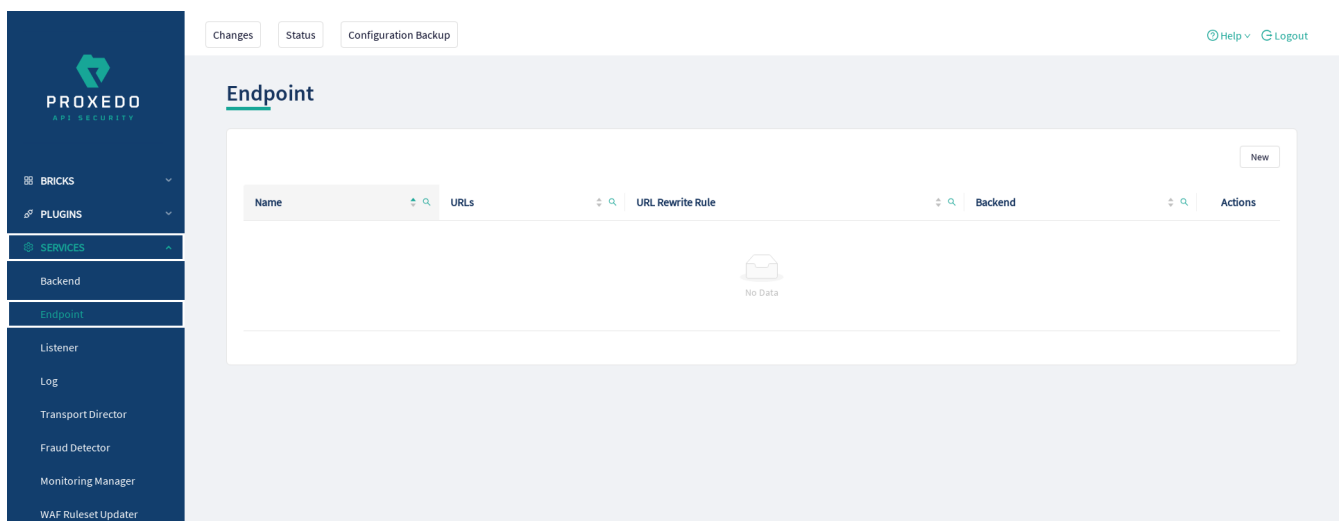 Changes Status Configuration Backup Help Logout
PROXEDO
API SECURITY
Endpoint
New
BRICKS
PLUGINS
SERVICES
Backend
Endpoint
Listener
Log
Transport Director
Fraud Detector
Monitoring Manager
WAF Ruleset Updater
Name URLs URL Rewrite Rule Backend Actions
No Data